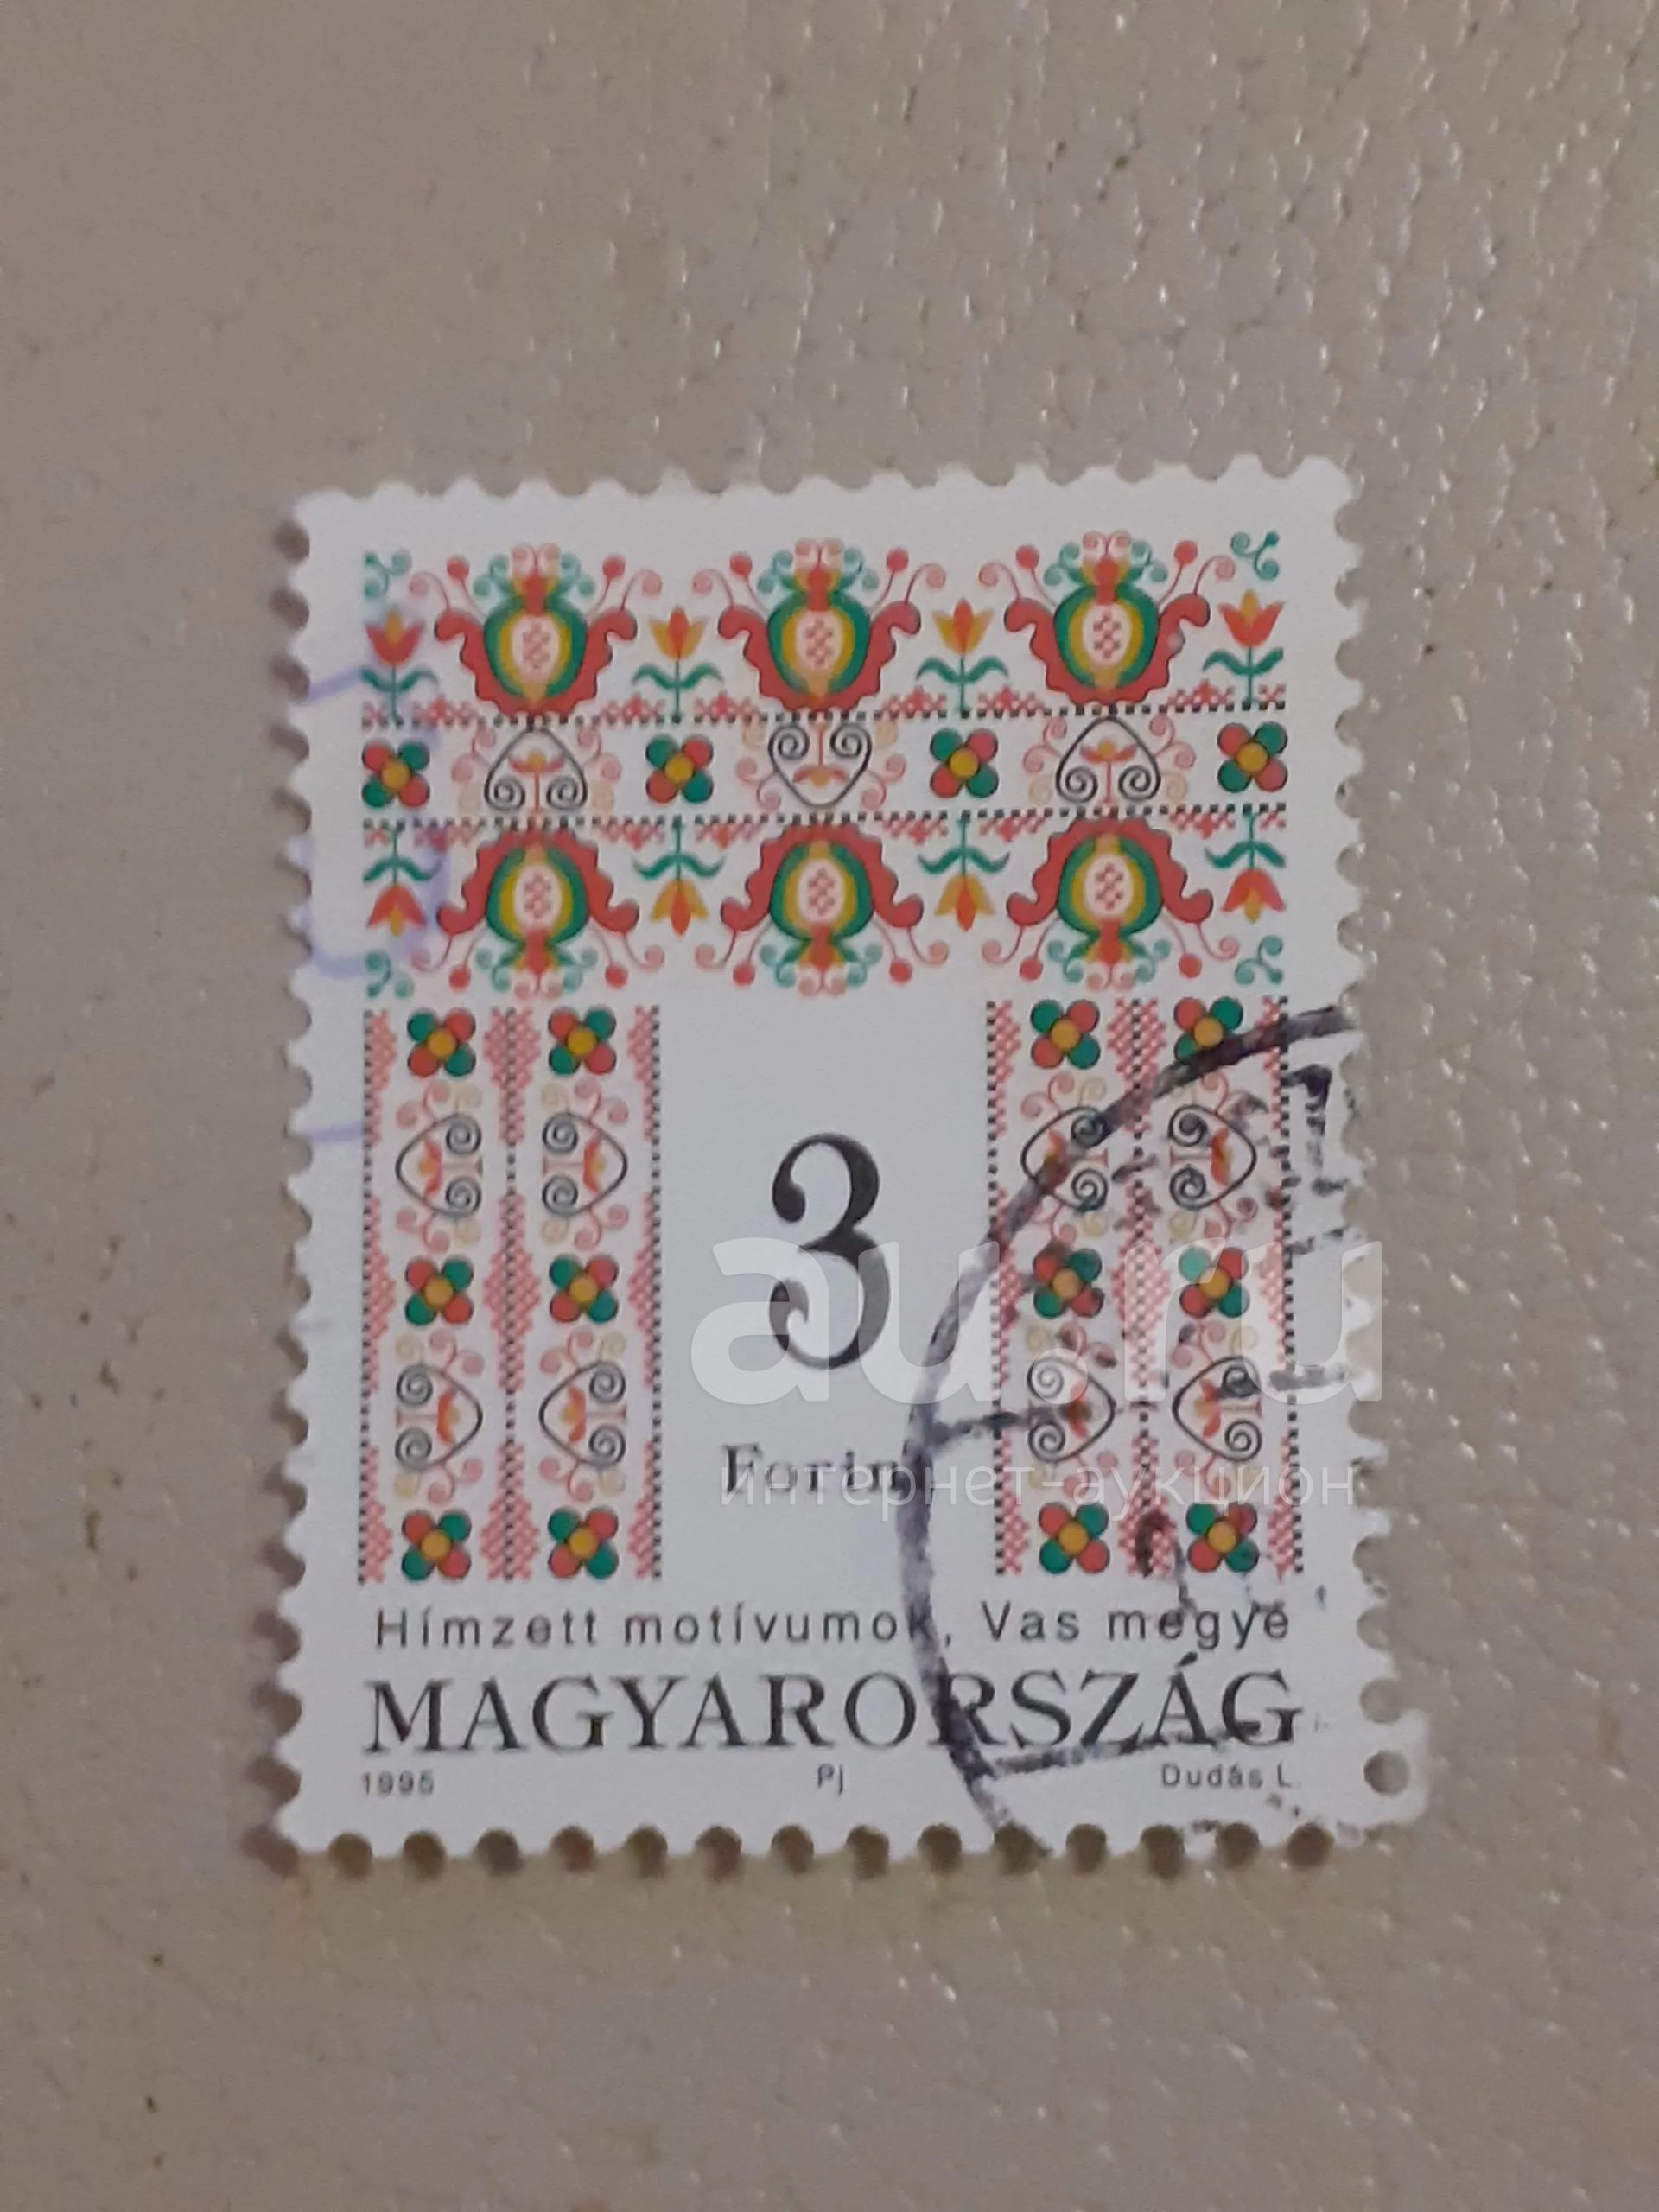 3
Forint
au.ru
интернет-аукцион
Hímzett motívumok, Vas megye
MAGYARORSZÁG
1995 Pj Dudás L.